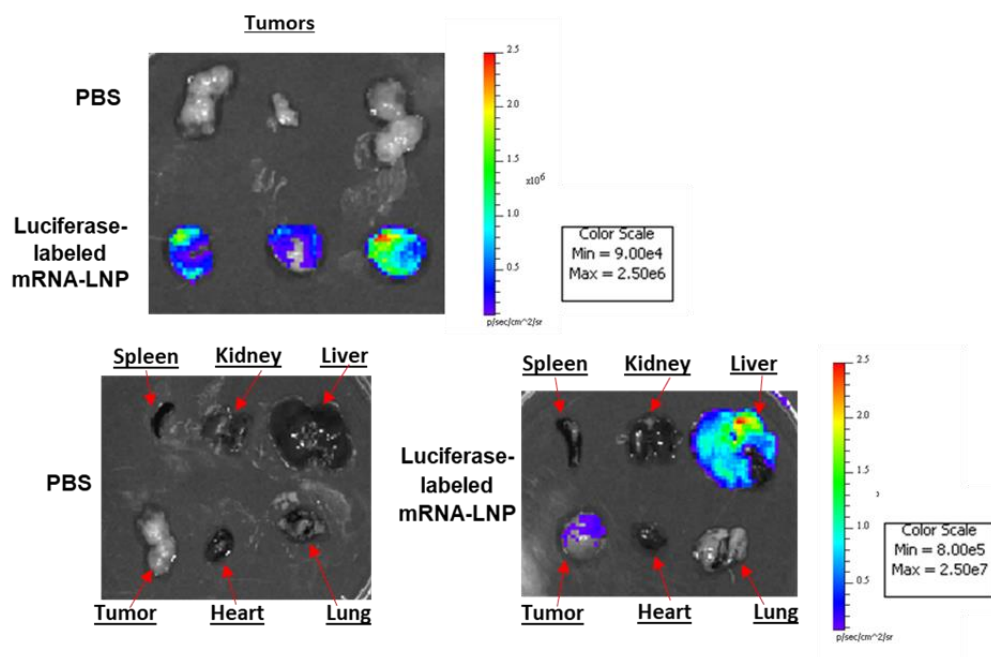 Tumors
PBS
2.5
2.0
1.5
x10^6
1.0
0.5
p/sec/cm^2/sr
Luciferase-
labeled
mRNA-LNP
Color Scale
Min = 9.00e4
Max = 2.50e6
Spleen Kidney Liver
PBS
Tumor Heart Lung
Spleen Kidney Liver
Luciferase-
labeled
mRNA-LNP
Tumor Heart Lung
2.5
2.0
1.5
1.0
0.5
p/sec/cm^2/sr
Color Scale
Min = 8.00e5
Max = 2.50e7